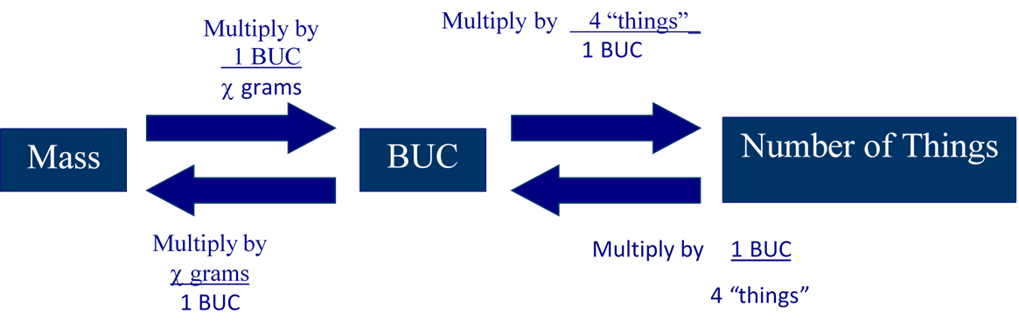 Multiply by
1 BUC
χ grams
Multiply by 4 “things”
1 BUC
Mass
BUC
Number of Things
Multiply by
χ grams
1 BUC
Multiply by 1 BUC
4 “things”